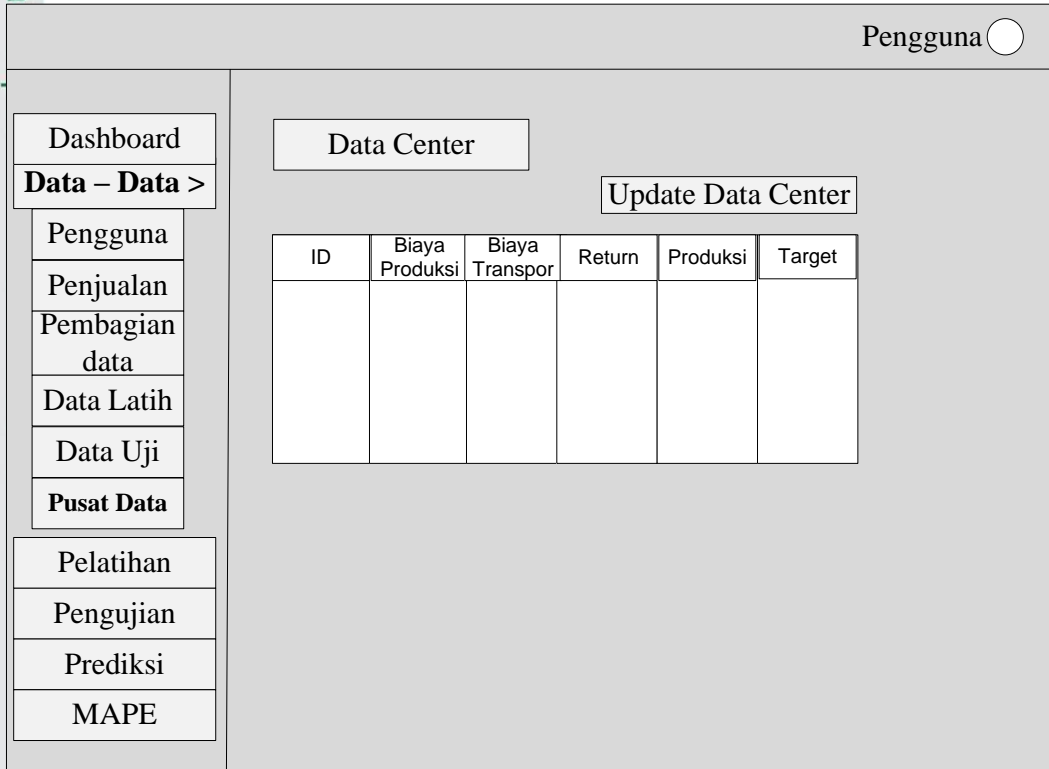 Pengguna
Dashboard
Data – Data >
Pengguna
Penjualan
Pembagian
data
Data Latih
Data Uji
Pusat Data
Pelatihan
Pengujian
Prediksi
MAPE
Data Center
Update Data Center
ID
Biaya
Produksi
Biaya
Transpor
Return
Produksi
Target